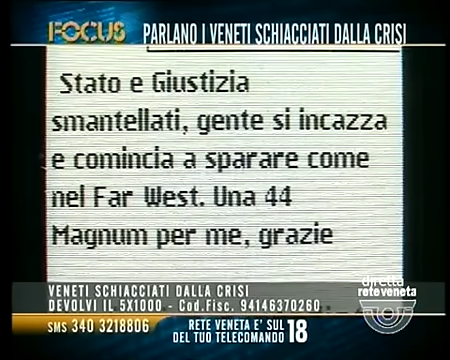 FOCUS
PARLANO I VENETI SCHIACCIATI DALLA CRISI
Stato e Giustizia
smantellati, gente si incazza
e comincia a sparare come
nel Far West. Una 44
Magnum per me, grazie
VENETI SCHIACCIATI DALLA CRISI
DEVOLVI IL 5X1000 - Cod.Fisc. 94146370260
diretta
reteveneta
SMS 340 3218806
RETE VENETA E' SUL
DEL TUO TELECOMANDO 18